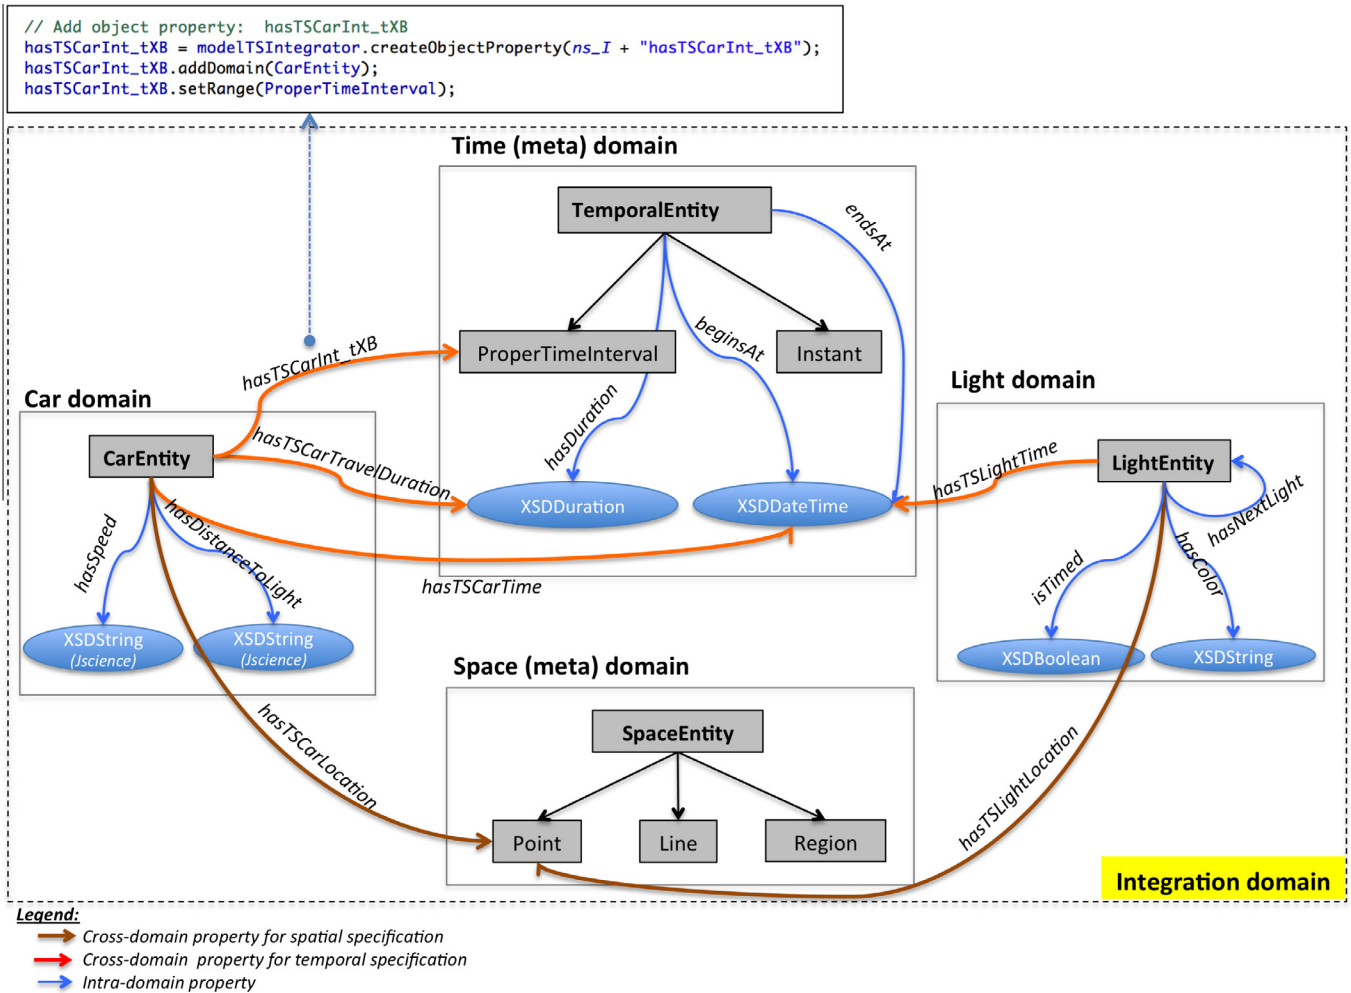 // Add object property:  hasTSCarInt_tXB
hasTSCarInt_tXB = modelTSIntegrator.createObjectProperty(ns_I + "hasTSCarInt_tXB");
hasTSCarInt_tXB.addDomain(CarEntity);
hasTSCarInt_tXB.setRange(ProperTimeInterval);
Time (meta) domain
TemporalEntity
endsAt
beginsAt
ProperTimeInterval
Instant
hasTSCarInt_tXB
hasDuration
Car domain
CarEntity
hasTSCarTravelDuration
XSDDuration
XSDDateTime
hasTSCarTime
hasSpeed
hasDistanceToLight
XSDString
(Jscience)
XSDString
(Jscience)
Light domain
LightEntity
hasTSLightTime
hasNextLight
isTimed
hasColor
XSDBoolean
XSDString
Space (meta) domain
SpaceEntity
Point
Line
Region
hasTSCarLocation
hasTSLightLocation
Integration domain
Legend:
Cross-domain property for spatial specification
Cross-domain  property for temporal specification
Intra-domain property